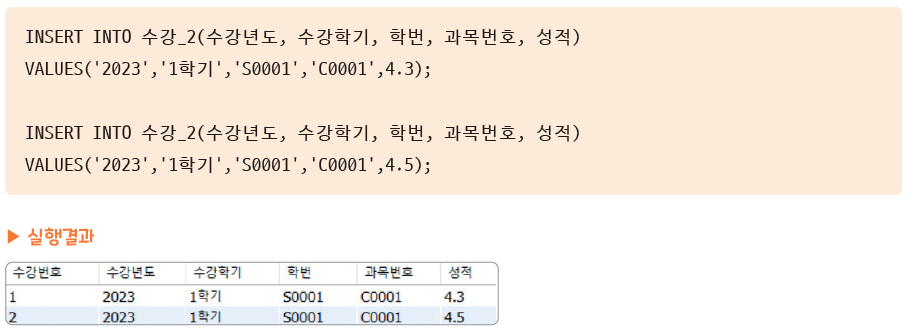 INSERT INTO 수강_2(수강년도, 수강학기, 학번, 과목번호, 성적)
VALUES('2023','1학기','S0001','C0001',4.3);
INSERT INTO 수강_2(수강년도, 수강학기, 학번, 과목번호, 성적)
VALUES('2023','1학기','S0001','C0001',4.5);
▶ 실행결과
수강번호 수강년도 수강학기 학번 과목번호 성적
1 2023 1학기 S0001 C0001 4.3
2 2023 1학기 S0001 C0001 4.5